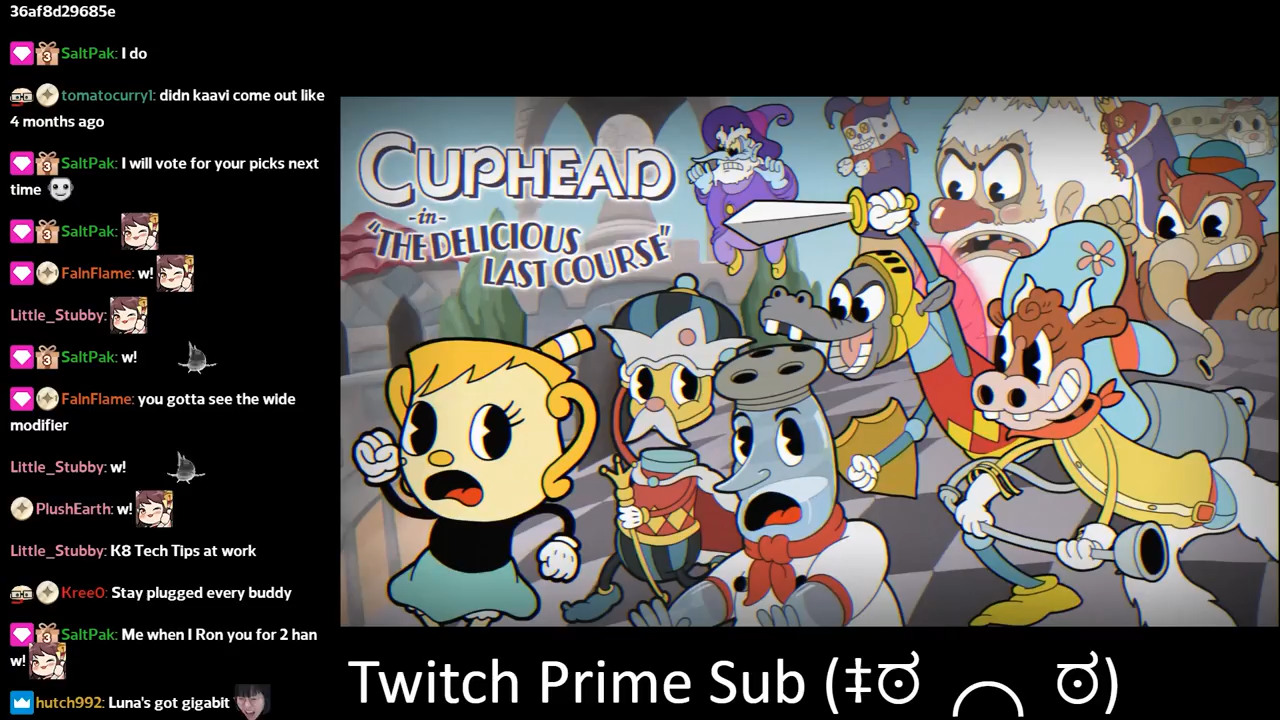 36af8d29685e
SaltPak: I do
tomatocurry1: didn kaavi come out like
4 months ago
SaltPak: I will vote for your picks next
time
SaltPak:
FalnFlame: w!
Little_Stubby:
SaltPak: w!
FalnFlame: you gotta see the wide
modifier
Little_Stubby: w!
PlushEarth: w!
Little_Stubby: K8 Tech Tips at work
Kree0: Stay plugged every buddy
SaltPak: Me when I Ron you for 2 han
w!
hutch992: Luna's got gigabit
CUPHEAD
-in-
"THE DELICIOUS
LAST COURSE"
Twitch Prime Sub (‡ಠ ╭╮ ಠ)